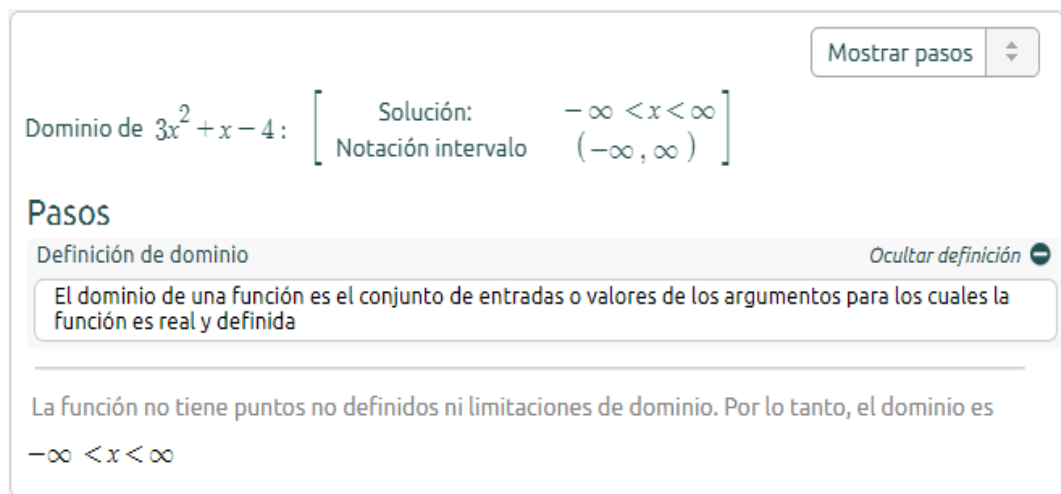 Mostrar pasos
Dominio de 3x² + x − 4 : [ Solución: −∞ < x < ∞
Notación intervalo (−∞ , ∞ ) ]
Pasos
Definición de dominio Ocultar definición
El dominio de una función es el conjunto de entradas o valores de los argumentos para los cuales la
función es real y definida
La función no tiene puntos no definidos ni limitaciones de dominio. Por lo tanto, el dominio es
−∞ < x < ∞